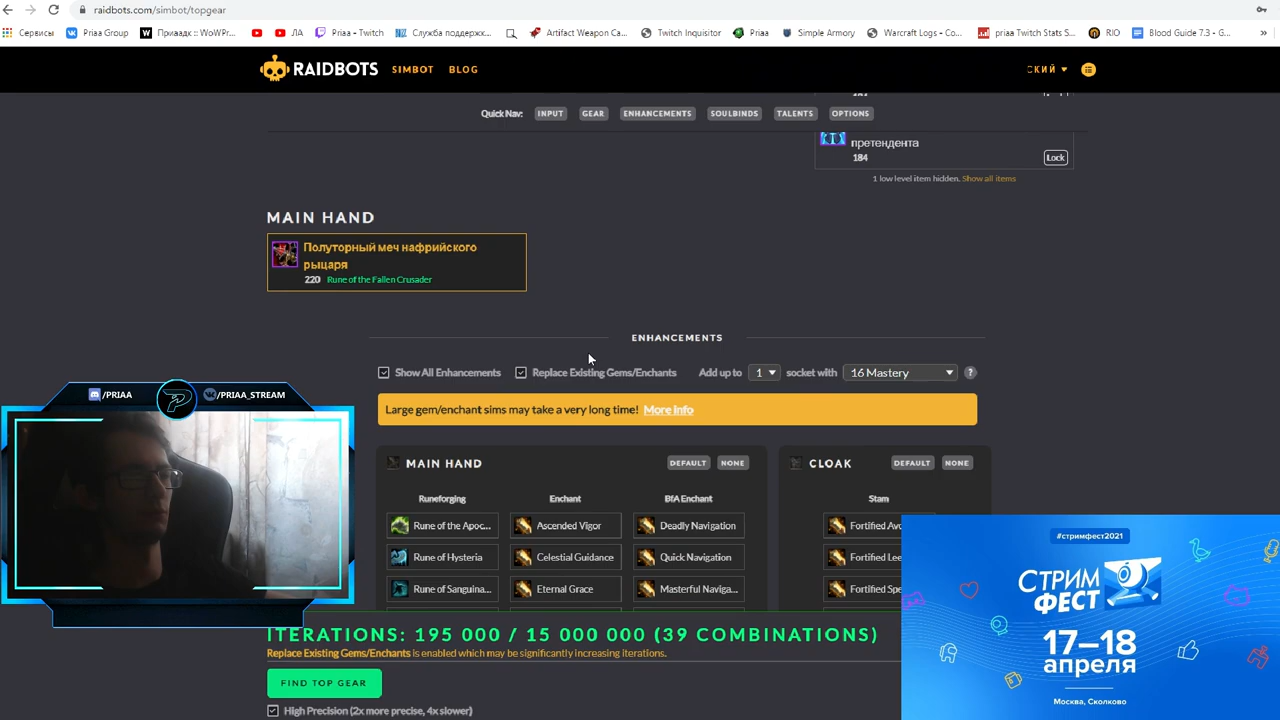 raidbots.com/simbot/topgear
Сервисы
Priaa Group
Приаадк :: WoWPr...
ЛА
Priaa - Twitch
Служба поддержк...
Artifact Weapon Ca...
Twitch Inquisitor
Priaa
Simple Armory
Warcraft Logs - Co...
priaa Twitch Stats S...
RIO
Blood Guide 7.3 - G...
»
RAIDBOTS
SIMBOT
BLOG
СКИЙ
Quick Nav:
INPUT
GEAR
ENHANCEMENTS
SOULBINDS
TALENTS
OPTIONS
претендента
184
Lock
1 low level item hidden. Show all items
MAIN HAND
Полуторный меч нафрийского
рыцаря
220 Rune of the Fallen Crusader
ENHANCEMENTS
Show All Enhancements
Replace Existing Gems/Enchants
Add up to
1
socket with
16 Mastery
?
Large gem/enchant sims may take a very long time! More Info
MAIN HAND
DEFAULT
NONE
CLOAK
DEFAULT
NONE
Runeforging
Enchant
BfA Enchant
Stam
Rune of the Apoc...
Ascended Vigor
Deadly Navigation
Fortified Avo
Rune of Hysteria
Celestial Guidance
Quick Navigation
Fortified Lee
Rune of Sanguina...
Eternal Grace
Masterful Naviga...
Fortified Spe
/PRIAA
/PRIAA_STREAM
ITERATIONS: 195 000 / 15 000 000 (39 COMBINATIONS)
Replace Existing Gems/Enchants is enabled which may be significantly increasing iterations.
FIND TOP GEAR
High Precision (2x more precise, 4x slower)
#стримфест2021
СТРИМ
ФЕСТ
17–18
апреля
Москва, Сколково